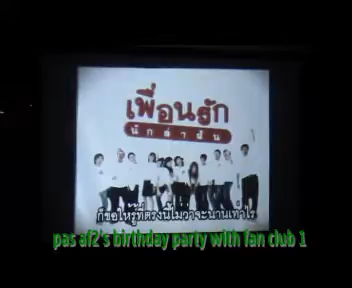 เพื่อนรัก
นักล่าฝัน
ก็ขอให้รู้ที่ตรงนี้ไม่ว่าจะนานเท่าไร
pas af2's birthday party with fan club 1